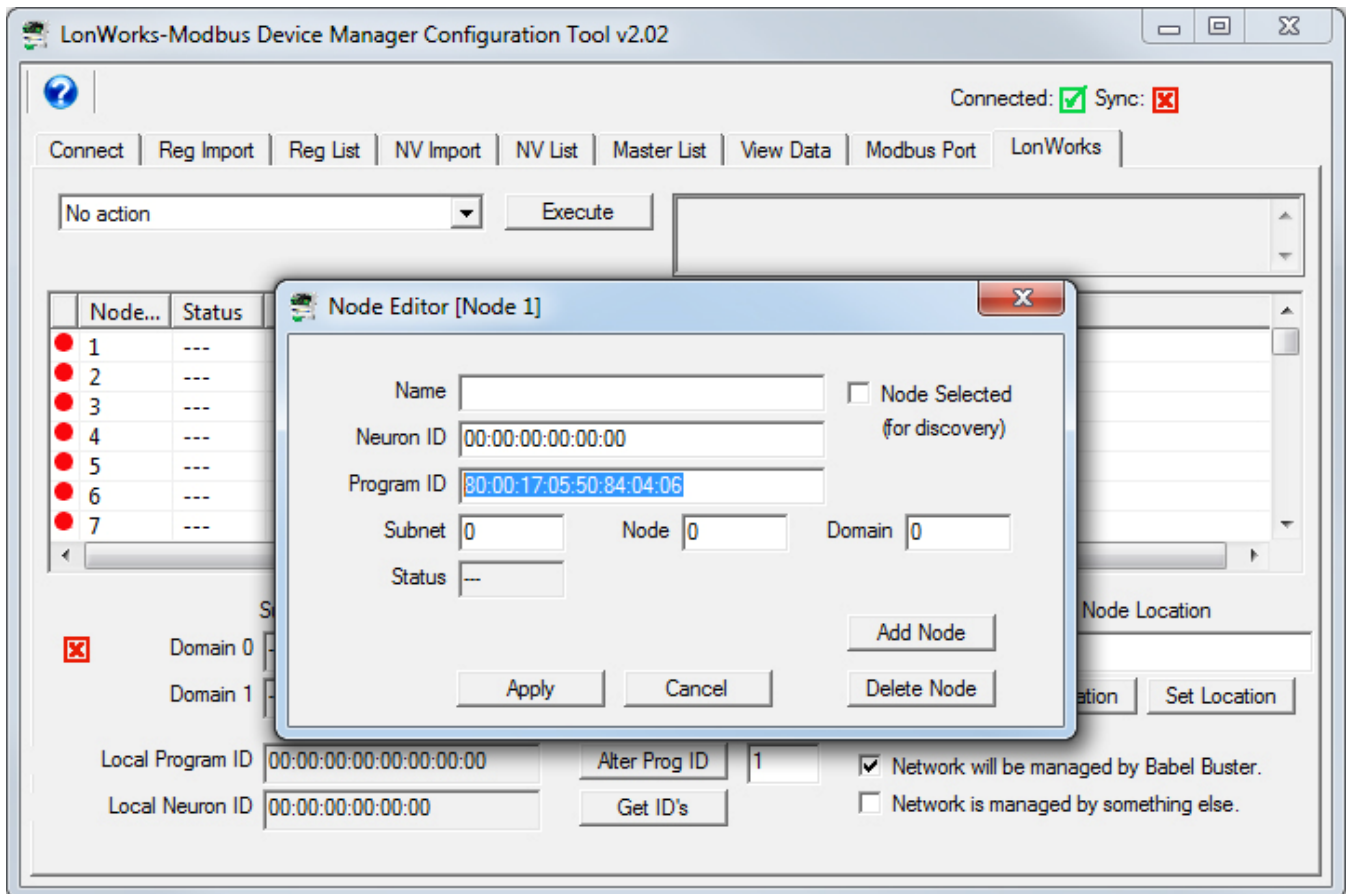 LonWorks-Modbus Device Manager Configuration Tool v2.02
Connected: Sync:
Connect Reg Import Reg List NV Import NV List Master List View Data Modbus Port LonWorks
No action Execute
Node... Status
1 ---
2 ---
3 ---
4 ---
5 ---
6 ---
7 ---
Node Editor [Node 1]
Name
Node Selected
(for discovery)
Neuron ID 00:00:00:00:00:00
Program ID 80:00:17:05:50:84:04:06
Subnet 0 Node 0 Domain 0
Status ---
Add Node
Apply Cancel Delete Node
Node Location
Domain 0
Domain 1 Set Location
Local Program ID 00:00:00:00:00:00:00:00 Alter Prog ID 1 Network will be managed by Babel Buster.
Local Neuron ID 00:00:00:00:00:00 Get ID's Network is managed by something else.